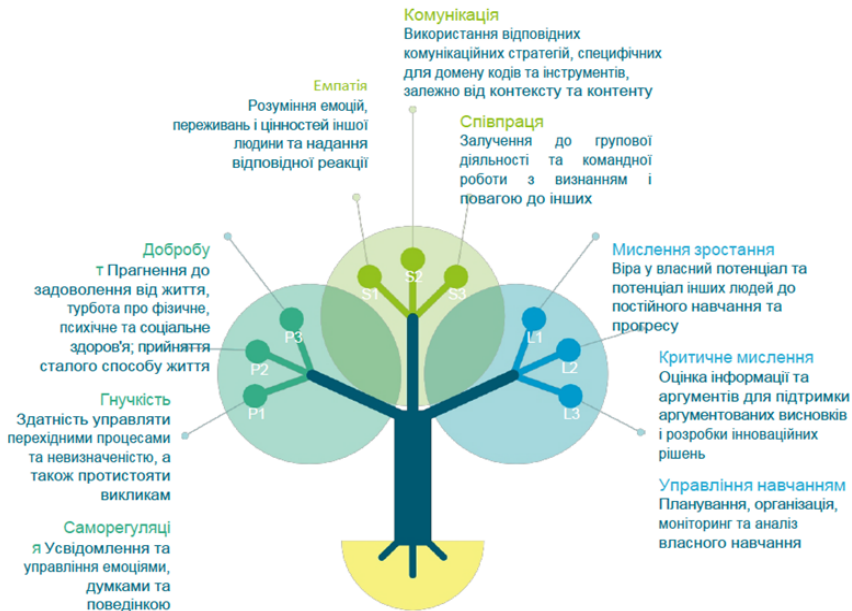 Комунікація
Використання відповідних
комунікаційних стратегій, специфічних
для домену кодів та інструментів,
залежно від контексту та контенту
Емпатія
Розуміння емоцій,
переживань і цінностей іншої
людини та надання
відповідної реакції
Співпраця
Залучення до групової
діяльності та командної
роботи з визнанням і
повагою до інших
Добробу
т Прагнення до
задоволення від життя,
турбота про фізичне,
психічне та соціальне
здоров'я; прийняття
сталого способу життя
Гнучкість
Здатність управляти
перехідними процесами
та невизначеністю, а
також протистояти
викликам
Саморегуляці
я Усвідомлення та
управління емоціями,
думками та
поведінкою
P3
P2
P1
S1
S2
S3
L1
L2
L3
Мислення зростання
Віра у власний потенціал та
потенціал інших людей до
постійного навчання та
прогресу
Критичне мислення
Оцінка інформації та
аргументів для підтримки
аргументованих висновків
і розробки інноваційних
рішень
Управління навчанням
Планування, організація,
моніторинг та аналіз
власного навчання